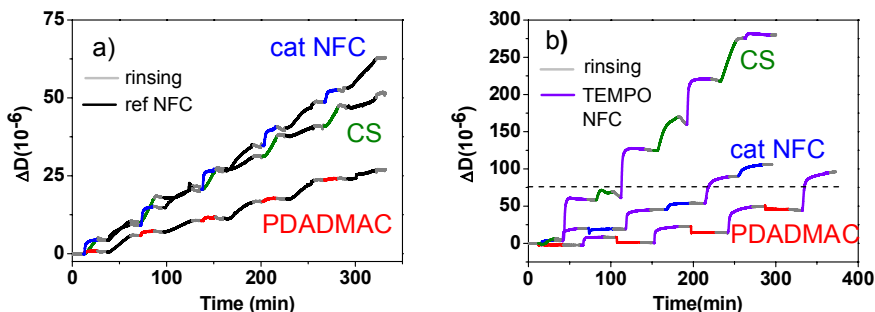 a)
cat NFC
rinsing
ref NFC
CS
PDADMAC
ΔD(10⁻⁶)
75
50
25
0
0 100 200 300
Time (min)
b)
rinsing
TEMPO
NFC
CS
cat NFC
PDADMAC
ΔD(10⁻⁶)
300
250
200
150
100
50
0
-50
0 100 200 300 400
Time(min)